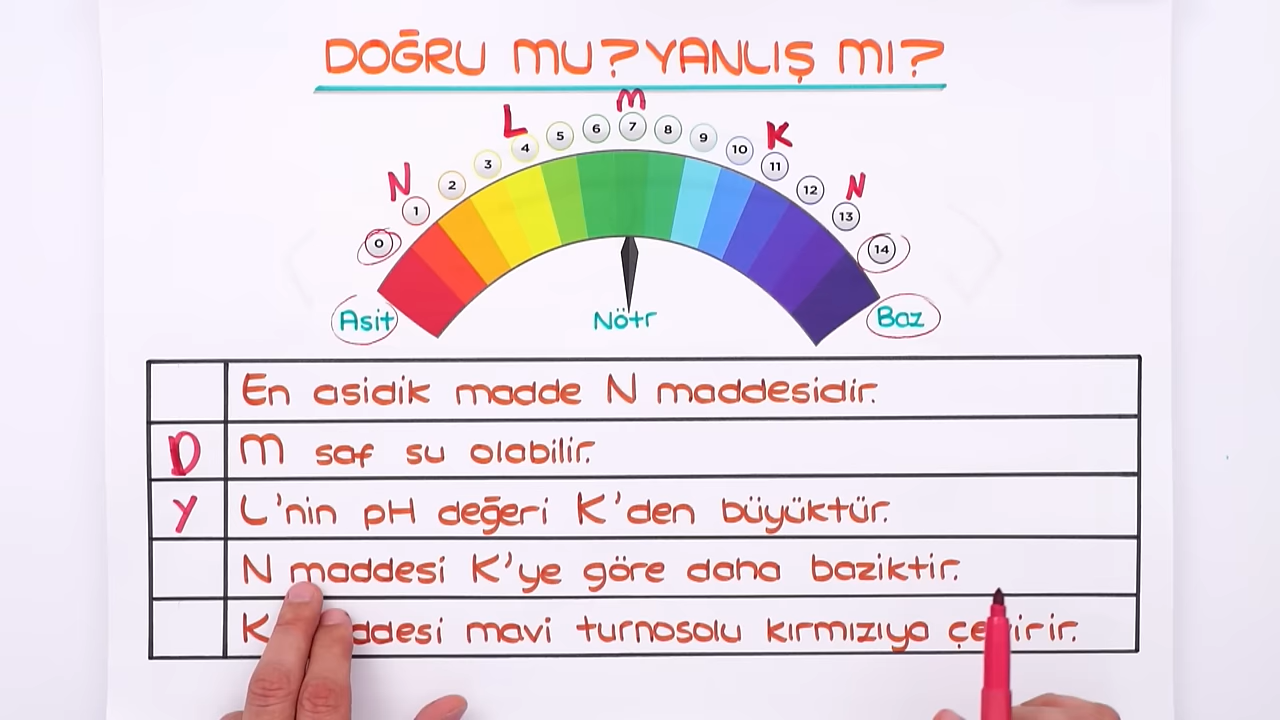 DOĞRU MU? YANLIŞ MI?
M
L
K
N
N
0 1 2 3 4 5 6 7 8 9 10 11 12 13 14
Asit Nötr Baz
En asidik madde N maddesidir.
D M saf su olabilir.
Y L'nin pH değeri K'den büyüktür.
N maddesi K'ye göre daha baziktir.
K mavi turnosolu kırmızıya